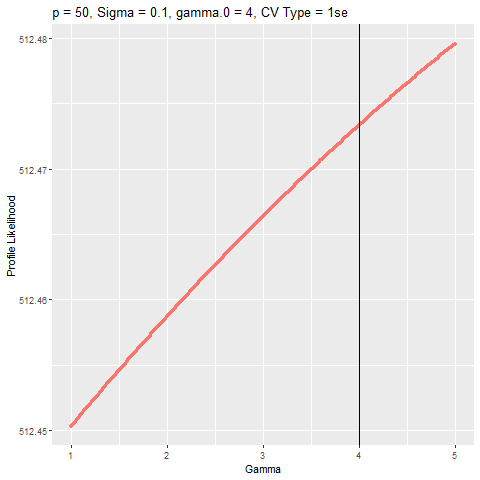 p = 50, Sigma = 0.1, gamma.0 = 4, CV Type = 1se
512.48
512.47
512.46
512.45
Profile Likelihood
1 2 3 4 5
Gamma